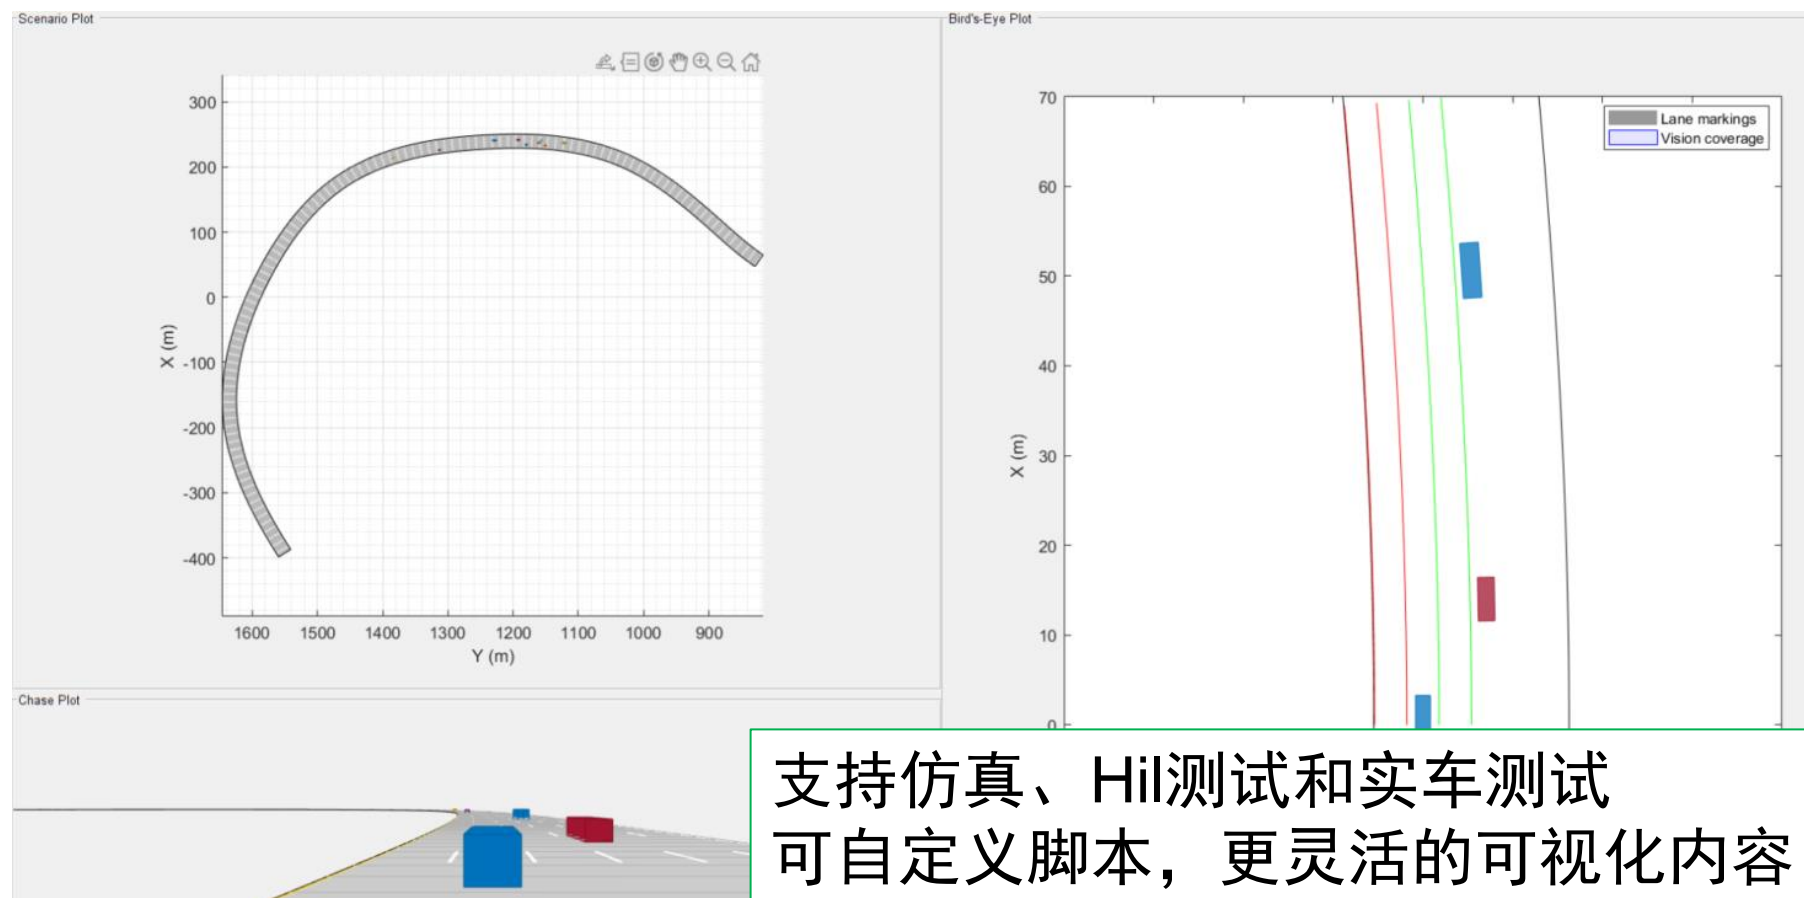 Scenario Plot
300
200
100
0
-100
-200
-300
-400
X (m)
1600 1500 1400 1300 1200 1100 1000 900
Y (m)
Bird's-Eye Plot
Lane markings
Vision coverage
70
60
50
40
30
20
10
0
X (m)
Chase Plot
支持仿真、Hil测试和实车测试
可自定义脚本，更灵活的可视化内容